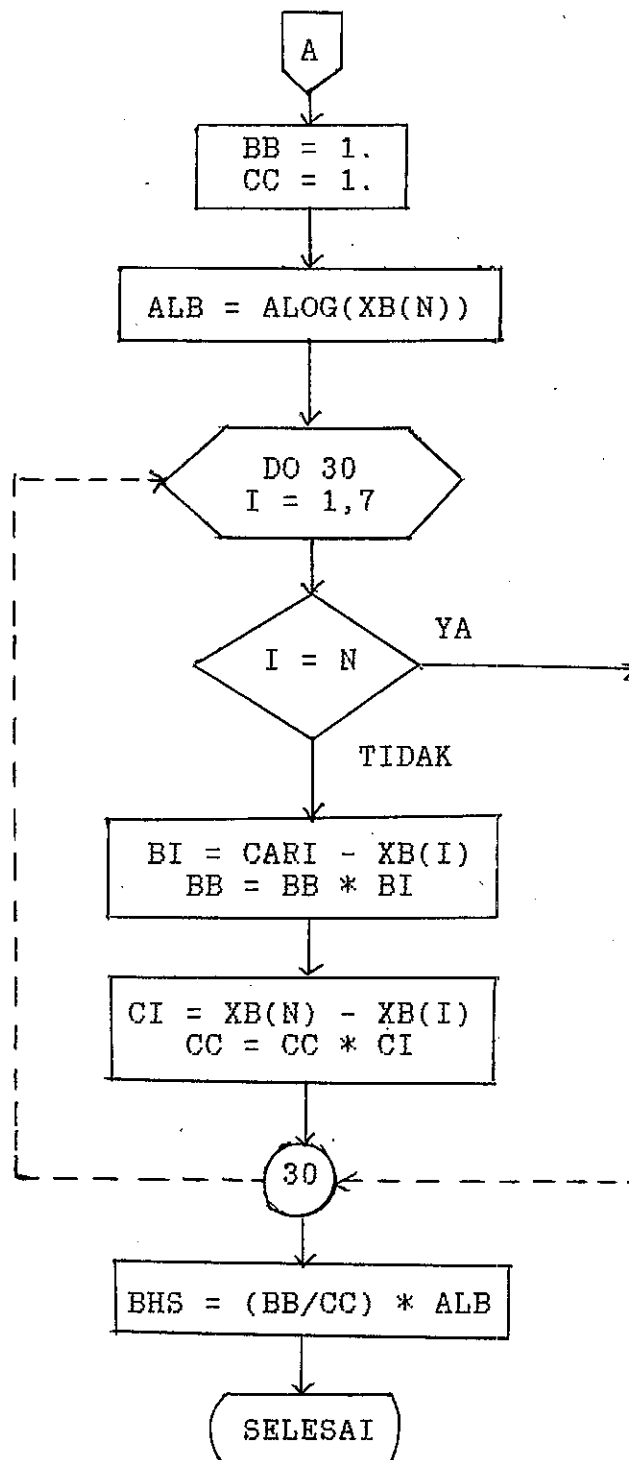 A
BB = 1.
CC = 1.
ALB = ALOG(XB(N))
DO 30
I = 1,7
I = N
YA
TIDAK
BI = CARI - XB(I)
BB = BB * BI
CI = XB(N) - XB(I)
CC = CC * CI
30
BHS = (BB/CC) * ALB
SELESAI